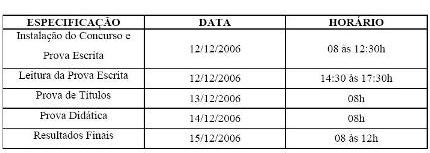 ESPECIFICAÇÃO DATA HORÁRIO
Instalação do Concurso e
Prova Escrita 12/12/2006 08 às 12:30h
Leitura da Prova Escrita 12/12/2006 14:30 às 17:30h
Prova de Títulos 13/12/2006 08h
Prova Didática 14/12/2006 08h
Resultados Finais 15/12/2006 08 às 12h